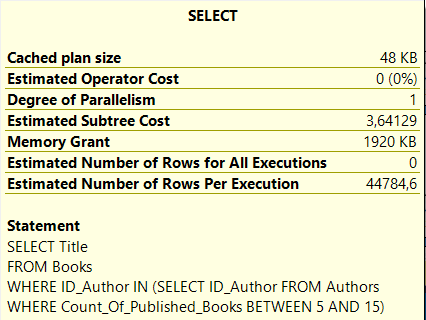 SELECT
Cached plan size 48 KB
Estimated Operator Cost 0 (0%)
Degree of Parallelism 1
Estimated Subtree Cost 3,64129
Memory Grant 1920 KB
Estimated Number of Rows for All Executions 0
Estimated Number of Rows Per Execution 44784,6
Statement
SELECT Title
FROM Books
WHERE ID_Author IN (SELECT ID_Author FROM Authors
WHERE Count_Of_Published_Books BETWEEN 5 AND 15)